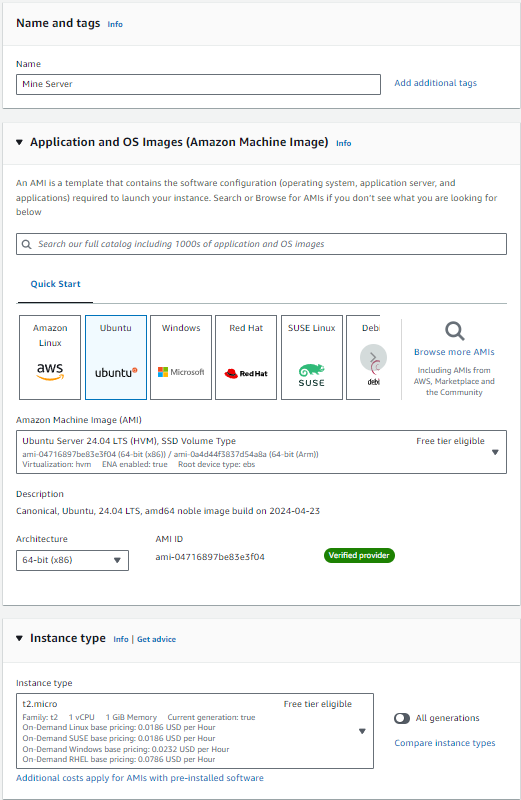 Name and tags Info
Name
Mine Server
Add additional tags
Application and OS Images (Amazon Machine Image) Info
An AMI is a template that contains the software configuration (operating system, application server, and
applications) required to launch your instance. Search or Browse for AMIs if you don't see what you are looking for
below
Search our full catalog including 1000s of application and OS images
Quick Start
Amazon
Linux
aws
Ubuntu
ubuntu
Windows
Microsoft
Red Hat
Red Hat
SUSE Linux
SUSE
Debi
debi
Browse more AMIs
Including AMIs from
AWS, Marketplace and
the Community
Amazon Machine Image (AMI)
Ubuntu Server 24.04 LTS (HVM), SSD Volume Type
Free tier eligible
ami-04716897be83e3f04 (64-bit (x86)) / ami-0a4d44f3837d54a8a (64-bit (Arm))
Virtualization: hvm ENA enabled: true Root device type: ebs
Description
Canonical, Ubuntu, 24.04 LTS, amd64 noble image build on 2024-04-23
Architecture
AMI ID
64-bit (x86)
ami-04716897be83e3f04
Verified provider
Instance type Info | Get advice
Instance type
t2.micro
Free tier eligible
Family: t2 1 vCPU 1 GiB Memory Current generation: true
On-Demand Linux base pricing: 0.0186 USD per Hour
On-Demand SUSE base pricing: 0.0186 USD per Hour
On-Demand Windows base pricing: 0.0232 USD per Hour
On-Demand RHEL base pricing: 0.0786 USD per Hour
All generations
Compare instance types
Additional costs apply for AMIs with pre-installed software